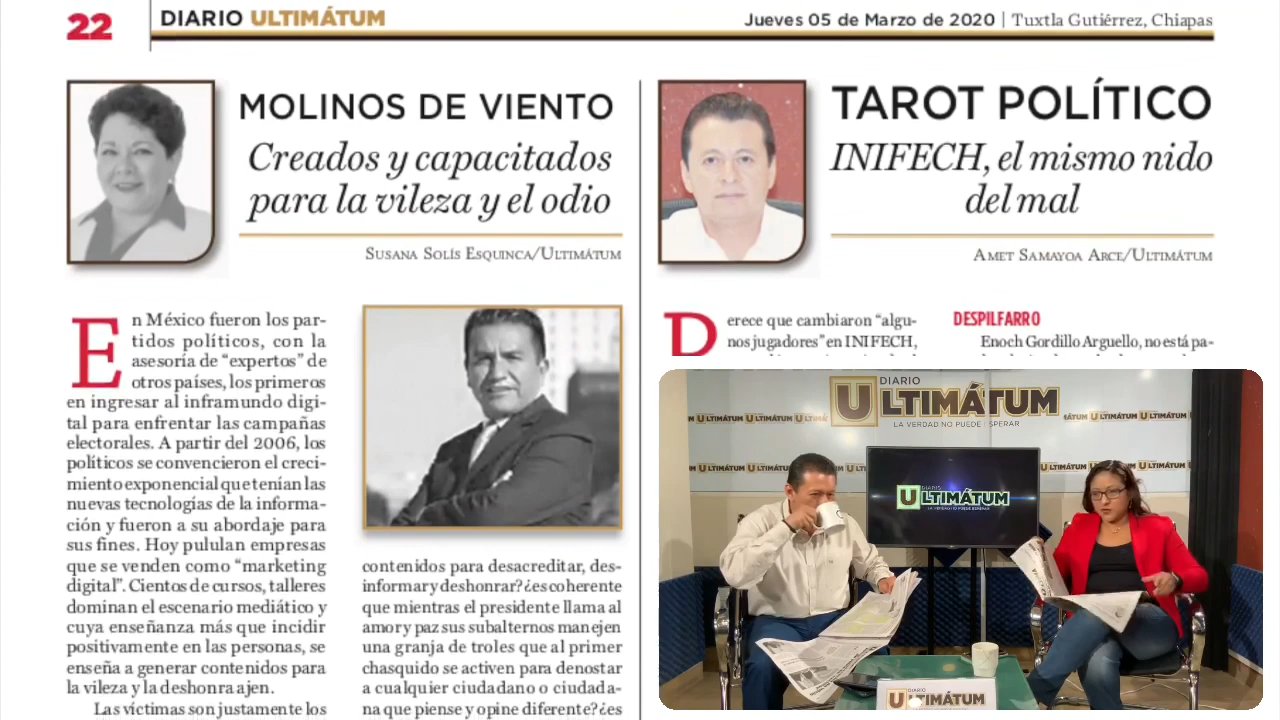 22
DIARIO ULTIMÁTUM
Jueves 05 de Marzo de 2020 | Tuxtla Gutiérrez, Chiapas
MOLINOS DE VIENTO
Creados y capacitados
para la vileza y el odio
SUSANA SOLÍS ESQUINCA/ULTIMÁTUM
En México fueron los par-
tidos políticos, con la
asesoría de “expertos” de
otros países, los primeros
en ingresar al inframundo digi-
tal para enfrentar las campañas
electorales. A partir del 2006, los
políticos se convencieron el creci-
miento exponencial que tenían las
nuevas tecnologías de la informa-
ción y fueron a su abordaje para
sus fines. Hoy pululan empresas
que se venden como “marketing
digital”. Cientos de cursos, talleres
dominan el escenario mediático y
cuya enseñanza más que incidir
positivamente en las personas, se
enseña a generar contenidos para
la vileza y la deshonra ajen.
Las víctimas son justamente los
contenidos para desacreditar, des-
informar y deshonrar? ¿es coherente
que mientras el presidente llama al
amor y paz sus subalternos manejen
una granja de troles que al primer
chasquido se activen para denostar
a cualquier ciudadano o ciudada-
na que piense y opine diferente? ¿es
TAROT POLÍTICO
INIFECH, el mismo nido
del mal
AMET SAMAYOA ARCE/ULTIMÁTUM
Derece que cambiaron “algu-
nos jugadores” en INIFECH,
DESPILFARRO
Enoch Gordillo Arguello, no está pa-
DIARIO
ULTIMÁTUM
LA VERDAD NO PUEDE ESPERAR
ULTIMÁTUM
DIARIO
ULTIMÁTUM
LA VERDAD NO PUEDE ESPERAR
DIARIO
ULTIMÁTUM